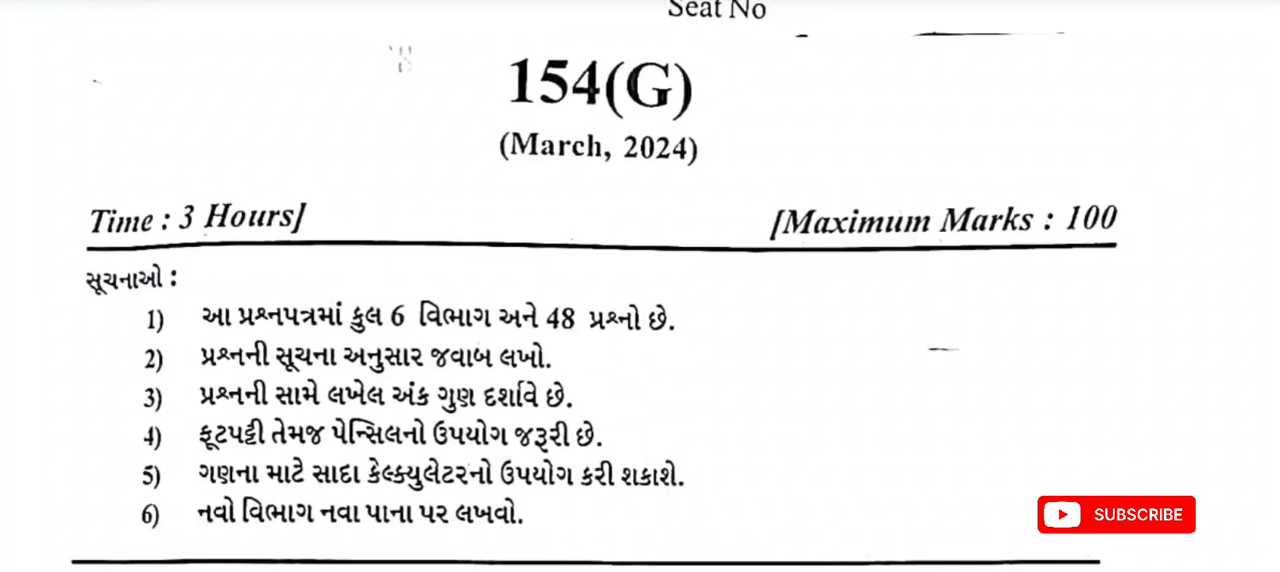 Seat No
154(G)
(March, 2024)
Time : 3 Hours] [Maximum Marks : 100
સૂચનાઓ :
1) આ પ્રશ્નપત્રમાં કુલ 6 વિભાગ અને 48 પ્રશ્નો છે.
2) પ્રશ્નની સૂચના અનુસાર જવાબ લખો.
3) પ્રશ્નની સામે લખેલ અંક ગુણ દર્શાવે છે.
4) ફૂટપટ્ટી તેમજ પેન્સિલનો ઉપયોગ જરૂરી છે.
5) ગણના માટે સાદા કેલ્ક્યુલેટરનો ઉપયોગ કરી શકાશે.
6) નવો વિભાગ નવા પાના પર લખવો.
SUBSCRIBE